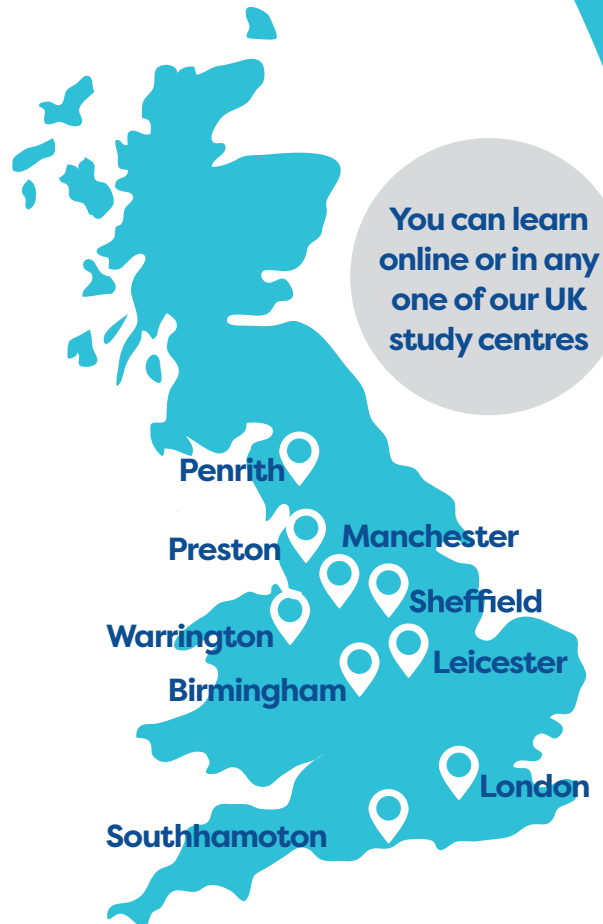 You can learn
online or in any
one of our UK
study centres
Penrith
Manchester
Preston
Sheffield
Warrington
Leicester
Birmingham
London
Southhamoton